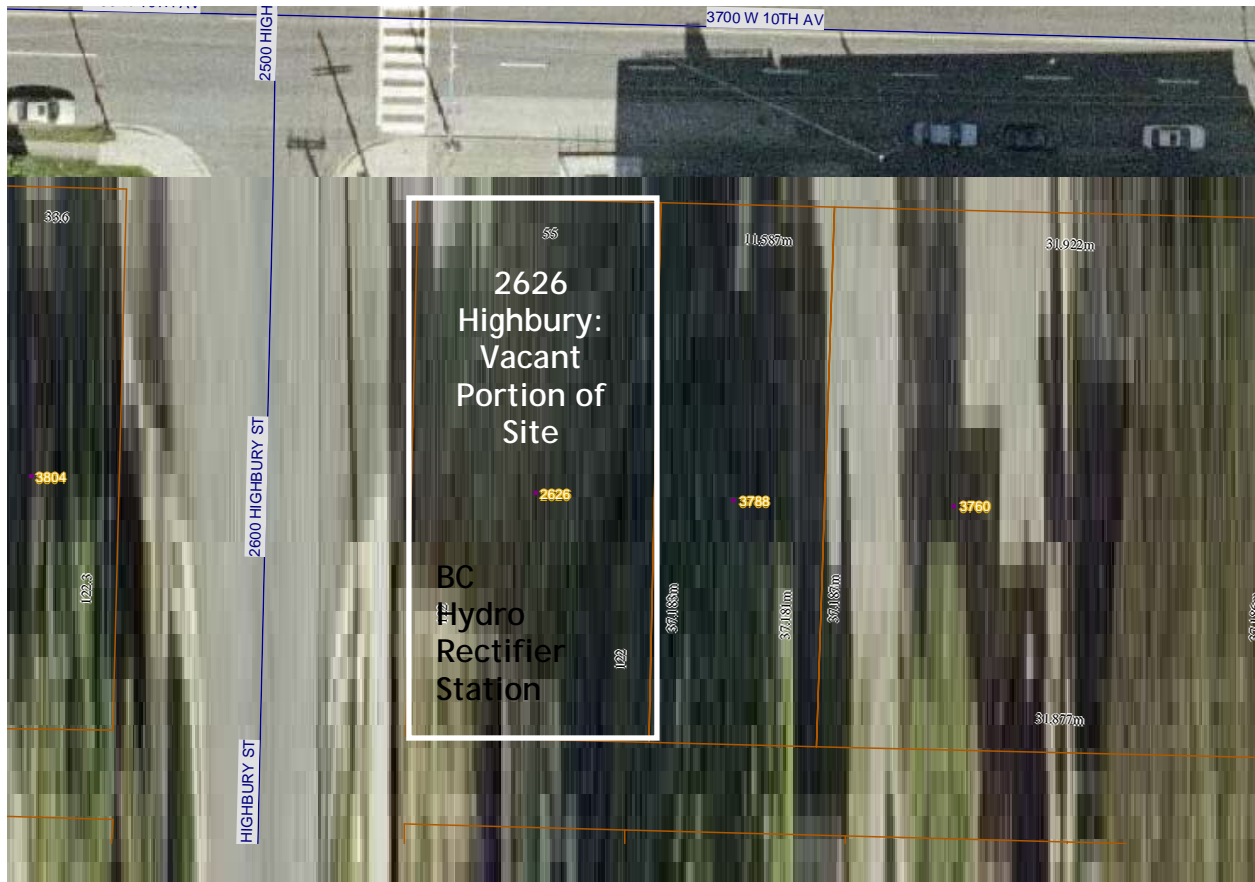 3700 W 10TH AV
2500 HIGH
33.6
55
11.587m
31.922m
2626
Highbury:
Vacant
Portion of
Site
2600 HIGHBURY ST
3804
2626
3788
3760
122.3
BC
Hydro
Rectifier
Station
122
37.183m
37.181m
37.187m
31.877m
HIGHBURY ST